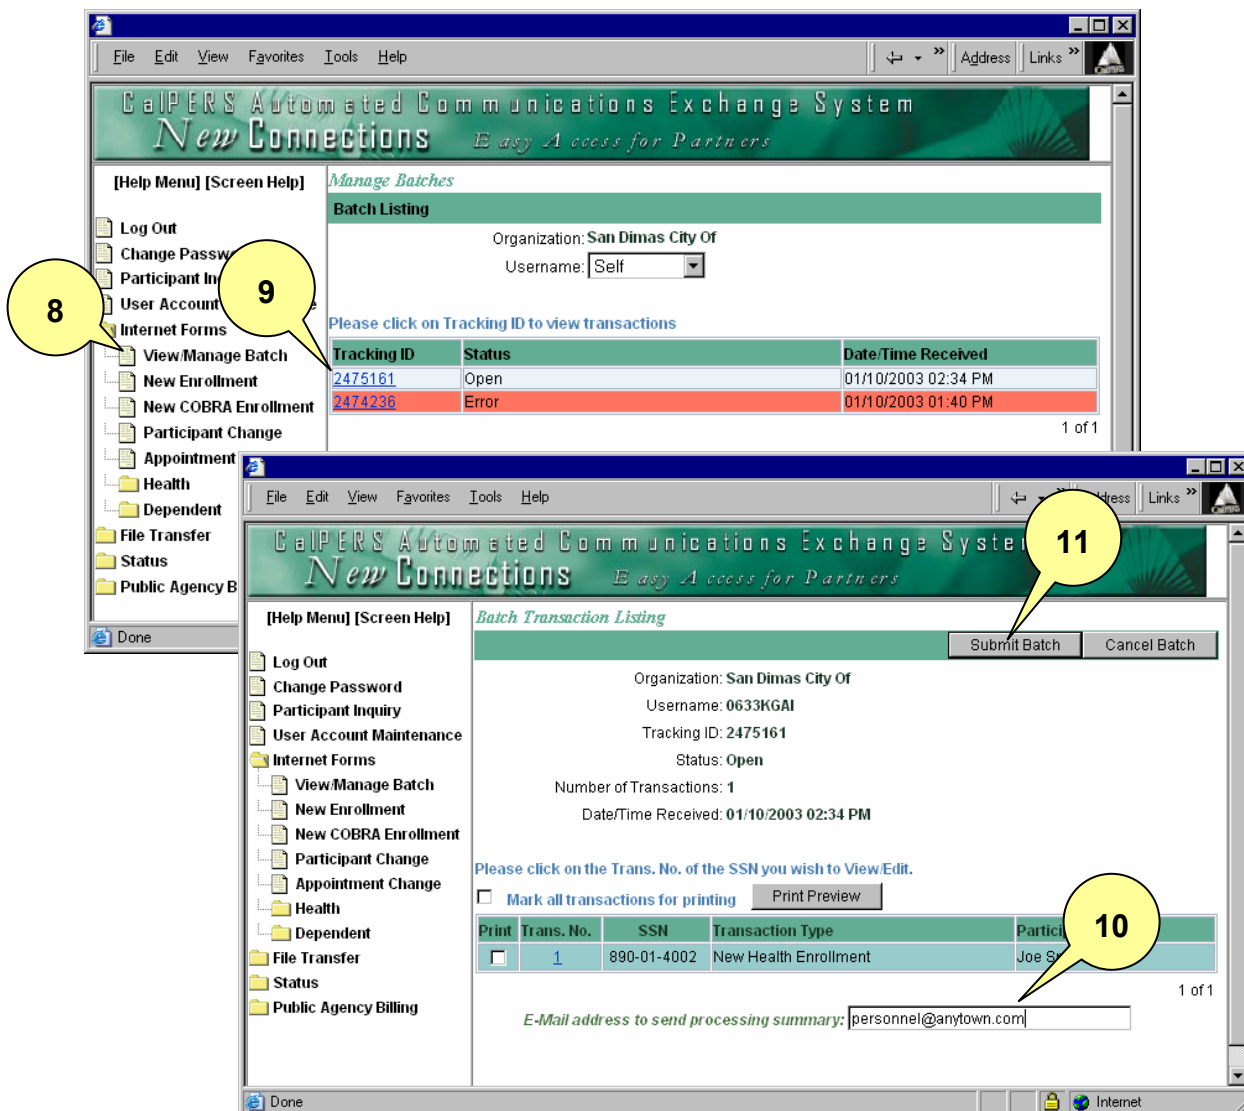 File Edit View Favorites Tools Help Address Links
CalPERS Automated Communications Exchange System
New Connections Easy Access for Partners
[Help Menu] [Screen Help]
Manage Batches
Batch Listing
Log Out
Organization: San Dimas City Of
Change
Username: Self
Participant
User Account
8
9
Internet Forms
Please click on Tracking ID to view transactions
View/Manage Batch
Tracking ID Status Date/Time Received
New Enrollment
2475161 Open 01/10/2003 02:34 PM
New COBRA Enrollment
2474236 Error 01/10/2003 01:40 PM
Participant Change
1 of 1
Appointment
Health
Dependent
File Transfer
Status
Public Agency
Done
File Edit View Favorites Tools Help Links
11
CalPERS Automated Communications Exchange
New Connections Easy Access for Partners
[Help Menu] [Screen Help]
Batch Transaction Listing
Submit Batch Cancel Batch
Log Out
Change Password
Participant Inquiry
User Account Maintenance
Internet Forms
View/Manage Batch
New Enrollment
New COBRA Enrollment
Participant Change
Appointment Change
Health
Dependent
File Transfer
Status
Public Agency Billing
Organization: San Dimas City Of
Username: 0633KGAI
Tracking ID: 2475161
Status: Open
Number of Transactions: 1
Date/Time Received: 01/10/2003 02:34 PM
Please click on the Trans. No. of the SSN you wish to View/Edit.
Mark all transactions for printing Print Preview
Print Trans. No. SSN Transaction Type
1 890-01-4002 New Health Enrollment Joe
10
1 of 1
E-Mail address to send processing summary: personnel@anytown.com
Done Internet